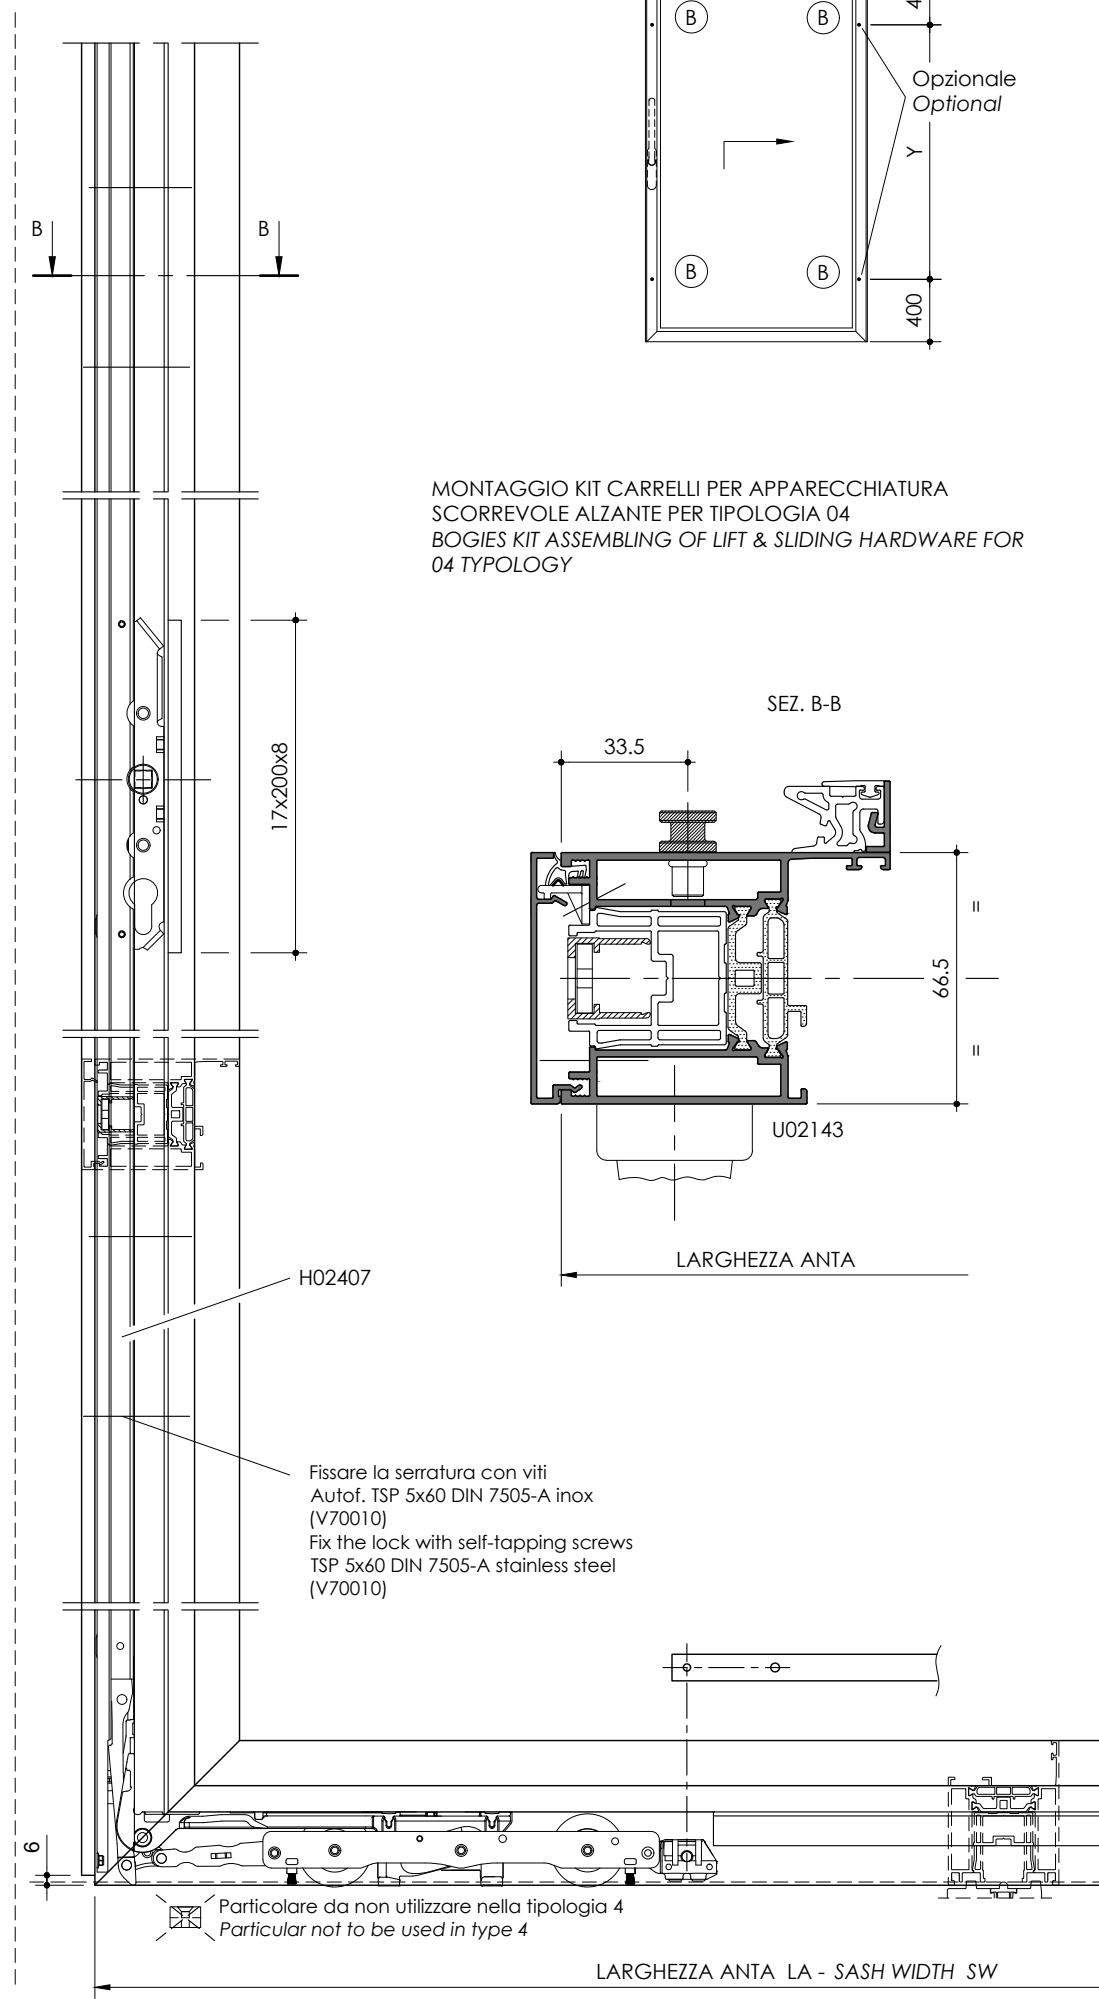 4
B
B
Opzionale
Optional
Y
B
B
B
B
400
MONTAGGIO KIT CARRELLI PER APPARECCHIATURA
SCORREVOLE ALZANTE PER TIPOLOGIA 04
BOGIES KIT ASSEMBLING OF LIFT & SLIDING HARDWARE FOR
04 TYPOLOGY
SEZ. B-B
33.5
17x200x8
=
66.5
=
U02143
LARGHEZZA ANTA
H02407
Fissare la serratura con viti
Autof. TSP 5x60 DIN 7505-A inox
(V70010)
Fix the lock with self-tapping screws
TSP 5x60 DIN 7505-A stainless steel
(V70010)
6
Particolare da non utilizzare nella tipologia 4
Particular not to be used in type 4
LARGHEZZA ANTA LA - SASH WIDTH SW